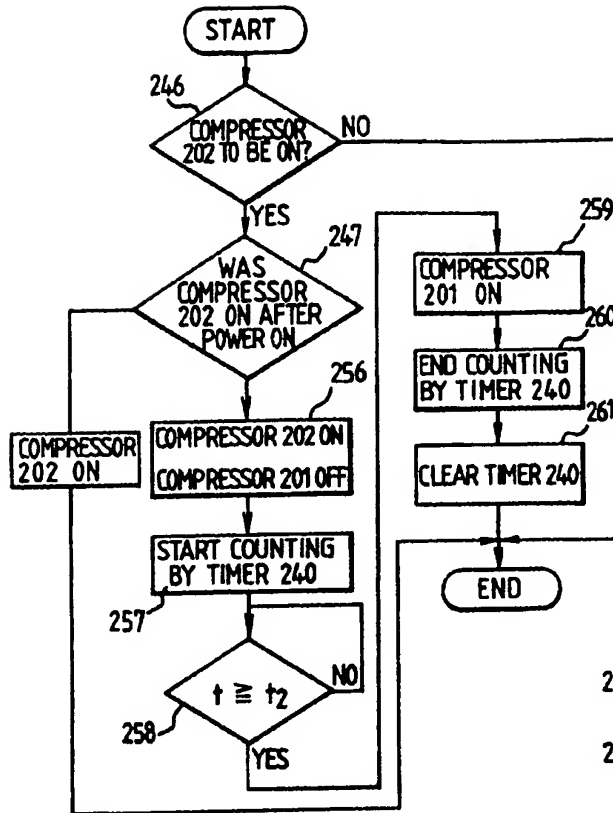 START
246
COMPRESSOR
202 TO BE ON?
NO
YES
247
WAS
COMPRESSOR
202 ON AFTER
POWER ON
256
COMPRESSOR 202 ON
COMPRESSOR 201 OFF
COMPRESSOR
202 ON
START COUNTING
BY TIMER 240
257
t ≧ t2
NO
258
YES
259
COMPRESSOR
201 ON
260
END COUNTING
BY TIMER 240
261
CLEAR TIMER 240
END
2
2